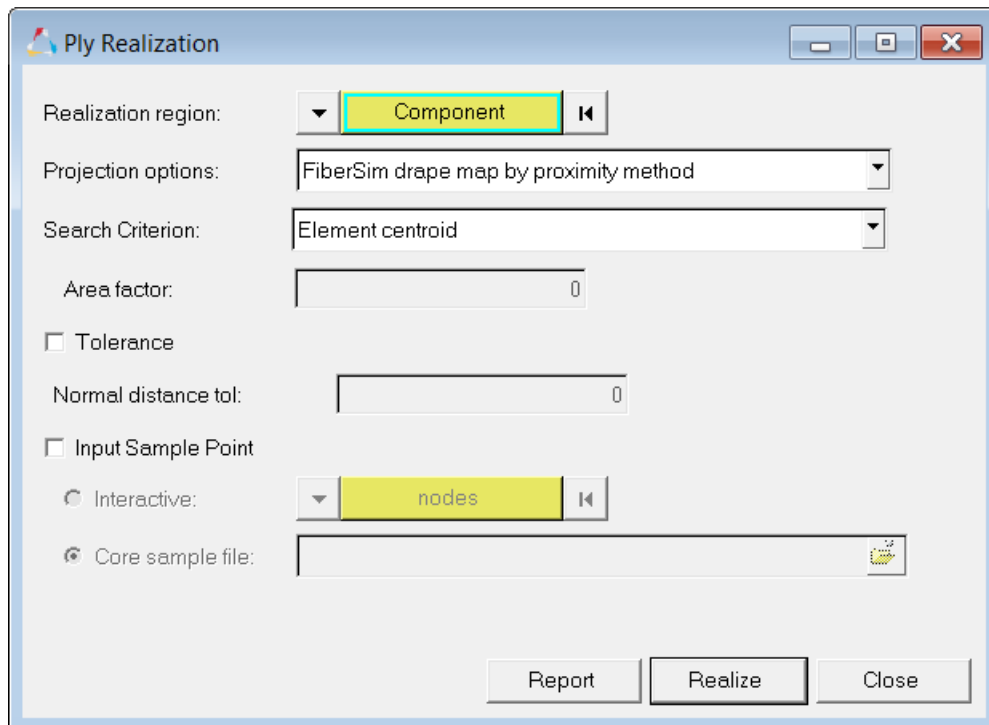 Ply Realization
Realization region: Component
Projection options: FiberSim drape map by proximity method
Search Criterion: Element centroid
Area factor: 0
Tolerance
Normal distance tol: 0
Input Sample Point
Interactive: nodes
Core sample file:
Report Realize Close